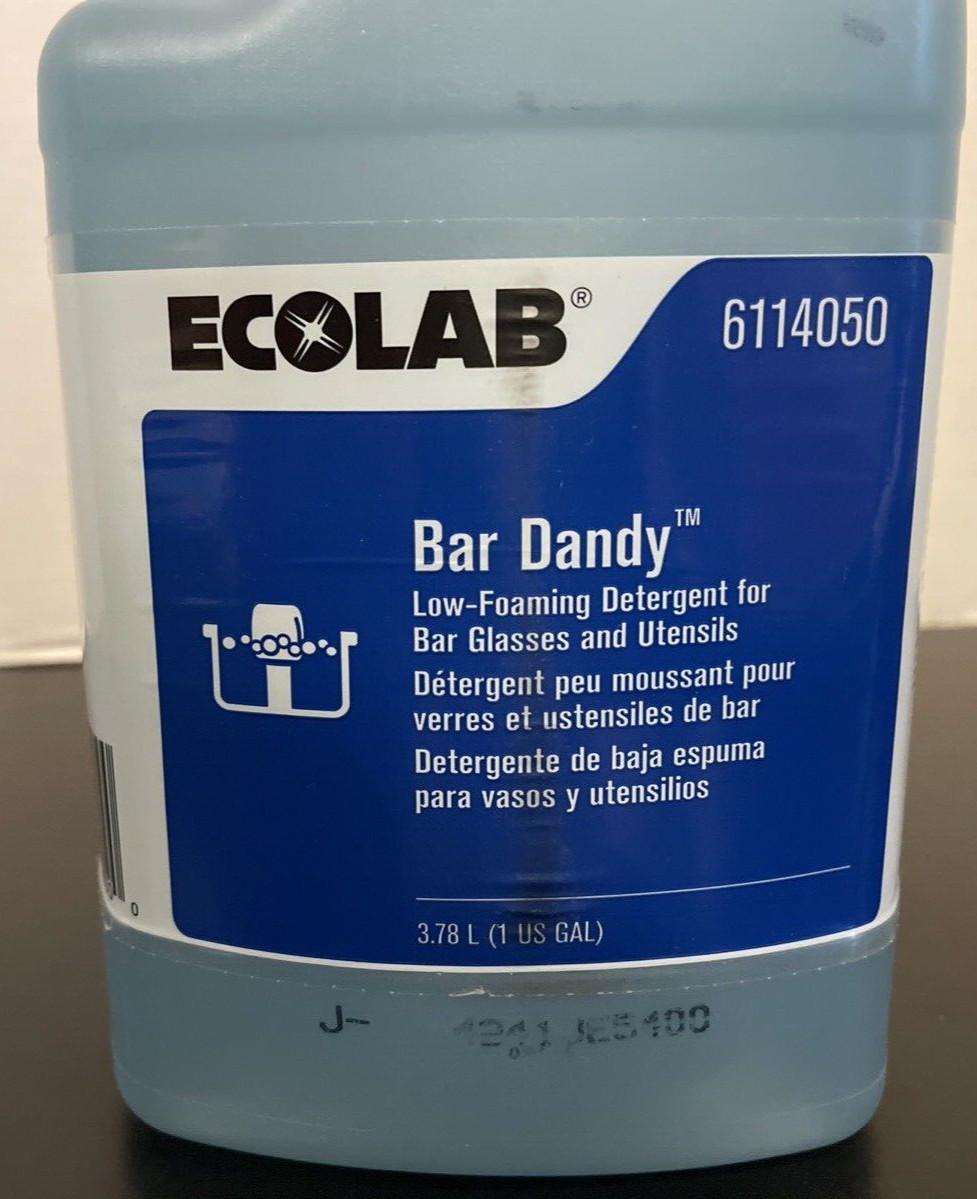 ECOLAB®
6114050
Bar Dandy™
Low-Foaming Detergent for
Bar Glasses and Utensils
Détergent peu moussant pour
verres et ustensiles de bar
Detergente de baja espuma
para vasos y utensilios
3.78 L (1 US GAL)
0
J-